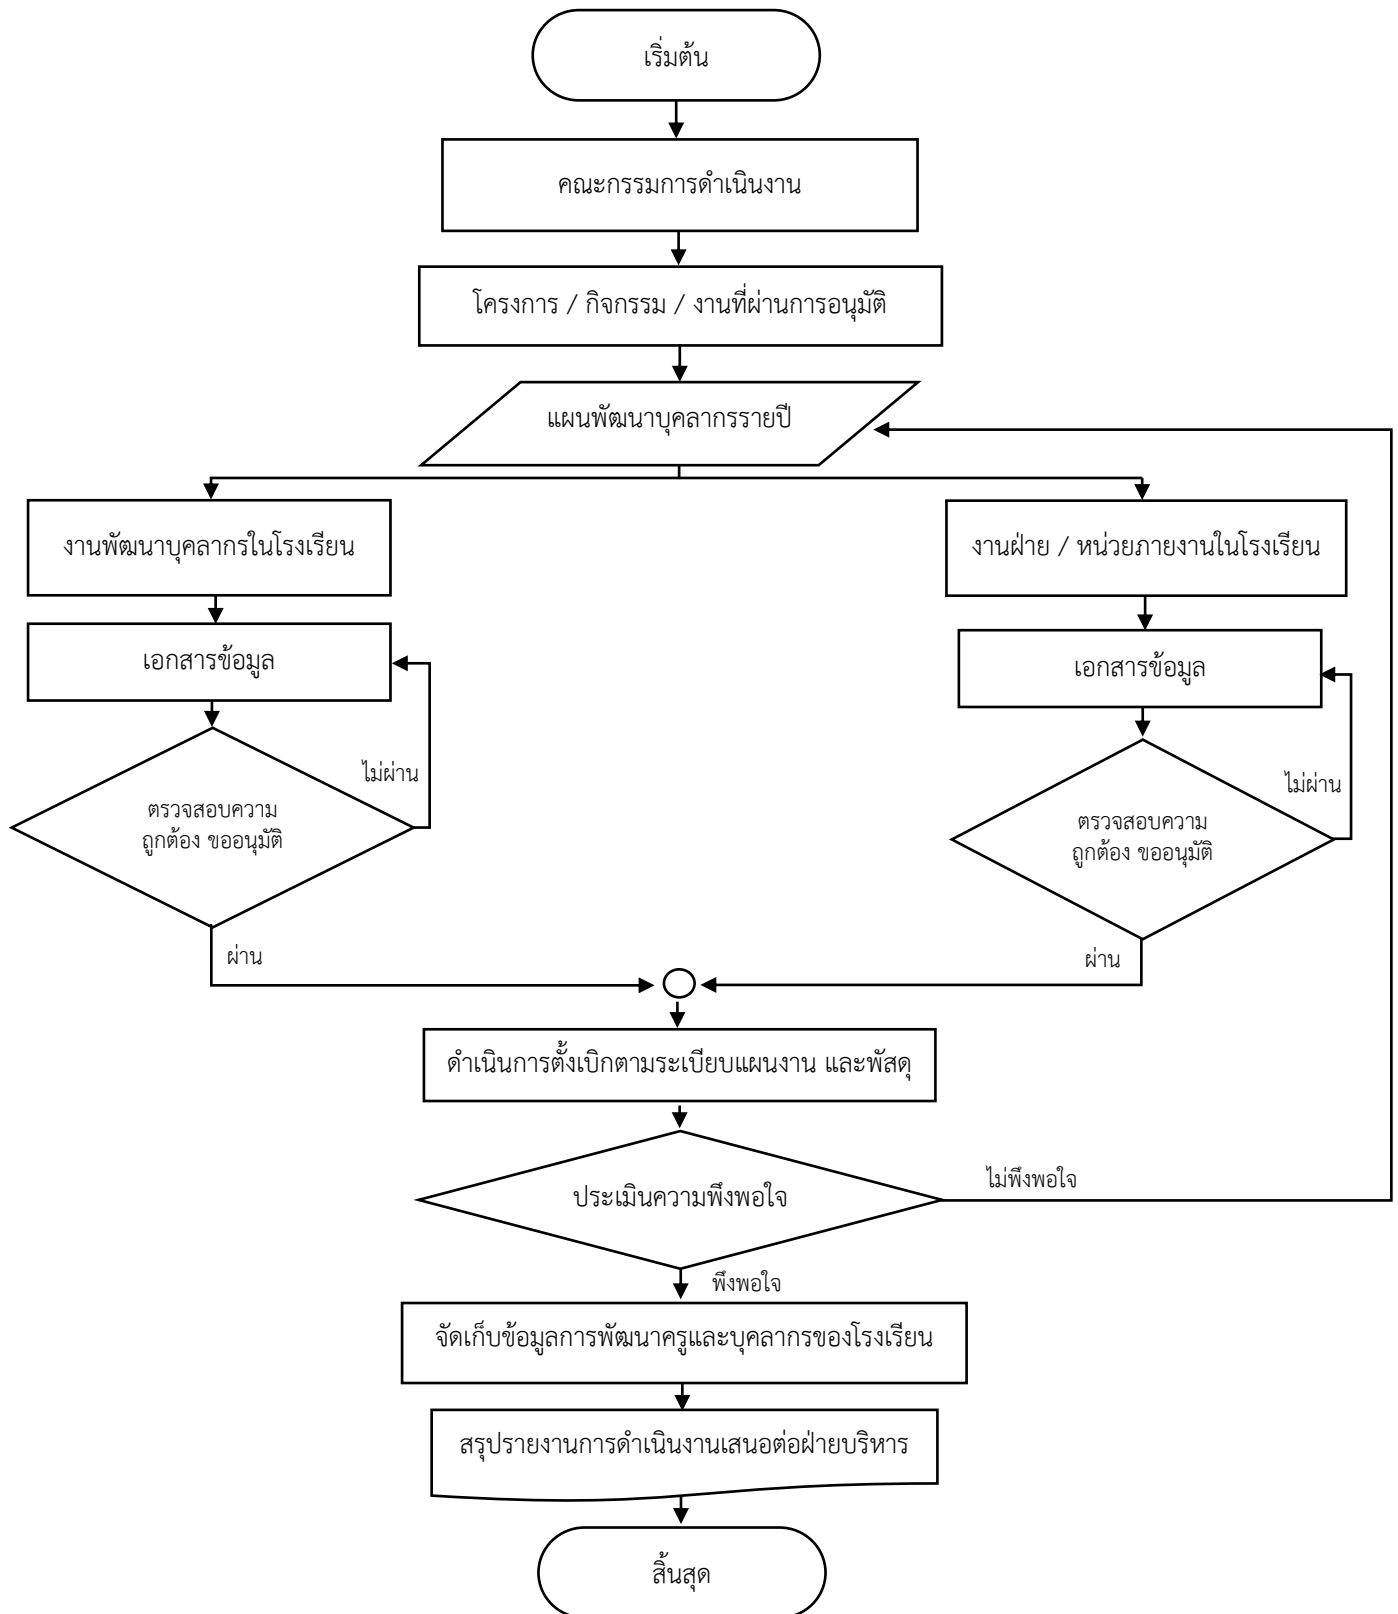 เริ่มต้น
คณะกรรมการดำเนินงาน
โครงการ / กิจกรรม / งานที่ผ่านการอนุมัติ
แผนพัฒนาบุคลากรรายปี
งานพัฒนาบุคลากรในโรงเรียน
งานฝ่าย / หน่วยภายงานในโรงเรียน
เอกสารข้อมูล
เอกสารข้อมูล
ไม่ผ่าน
ไม่ผ่าน
ตรวจสอบความ
ถูกต้อง ขออนุมัติ
ตรวจสอบความ
ถูกต้อง ขออนุมัติ
ผ่าน
ผ่าน
ดำเนินการตั้งเบิกตามระเบียบแผนงาน และพัสดุ
ประเมินความพึงพอใจ
ไม่พึงพอใจ
พึงพอใจ
จัดเก็บข้อมูลการพัฒนาครูและบุคลากรของโรงเรียน
สรุปรายงานการดำเนินงานเสนอต่อฝ่ายบริหาร
สิ้นสุด